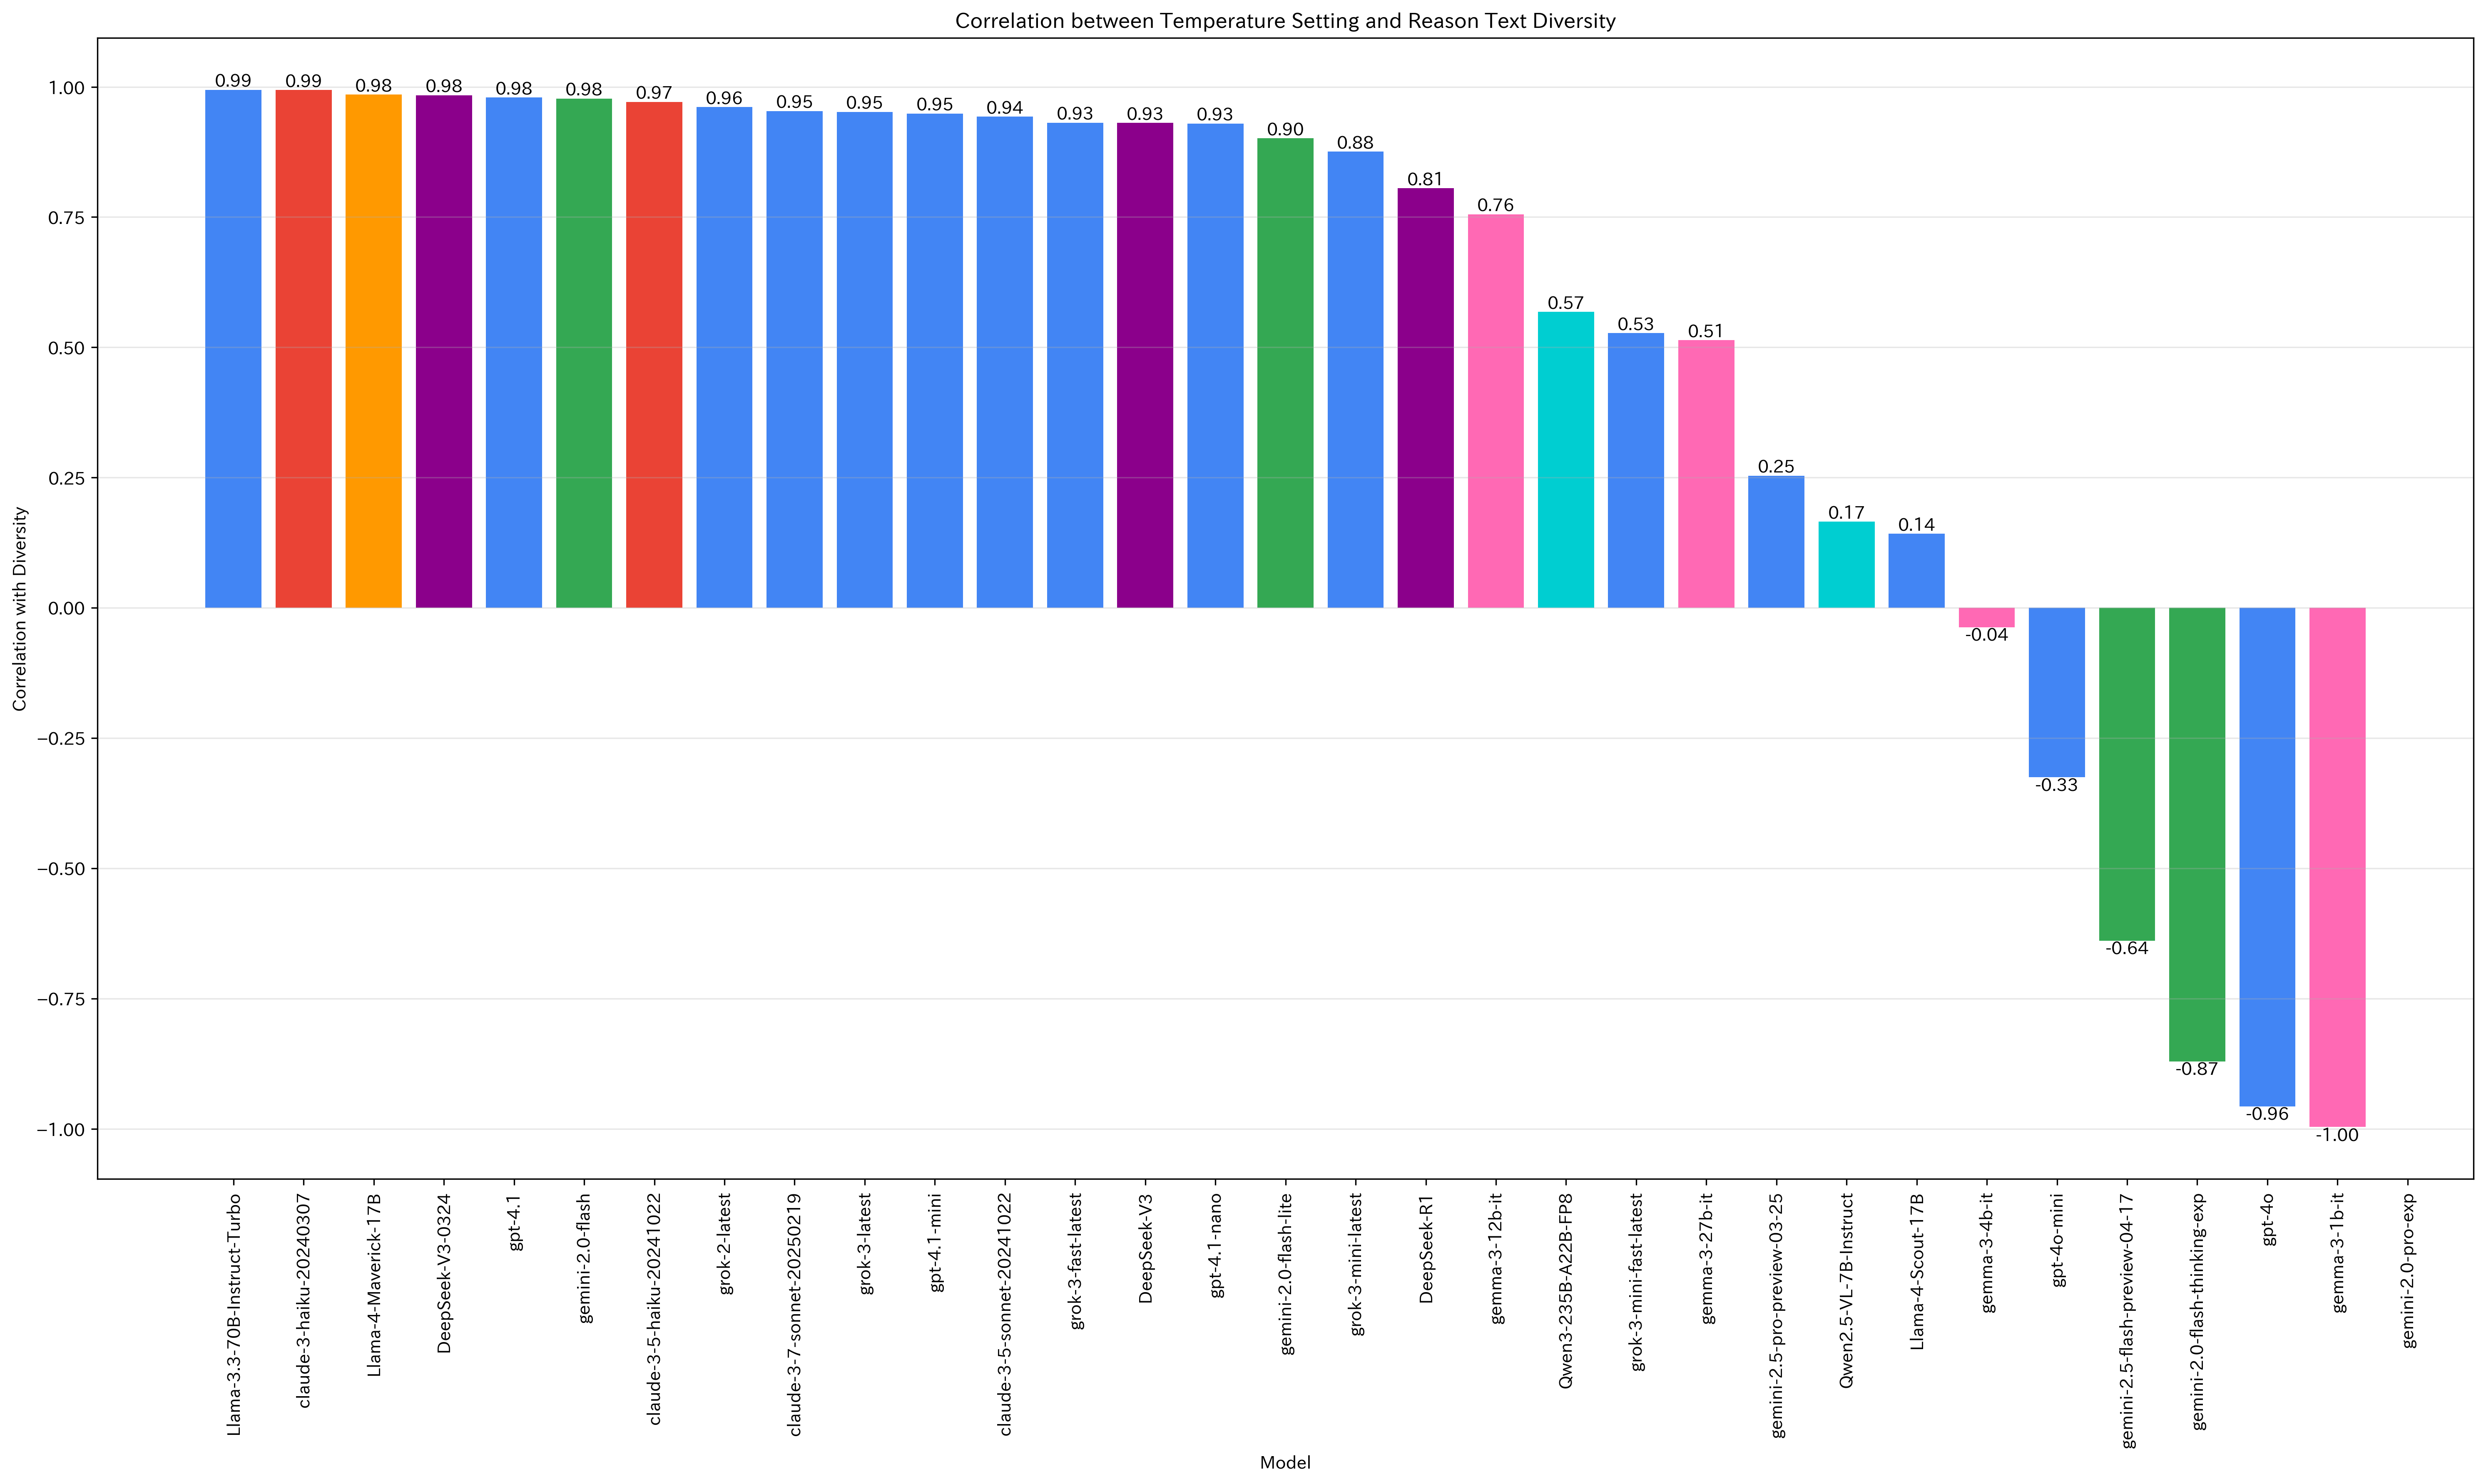 Correlation between Temperature Setting and Reason Text Diversity
Correlation with Diversity
1.00
0.75
0.50
0.25
0.00
−0.25
−0.50
−0.75
−1.00
0.99
0.99
0.98
0.98
0.98
0.98
0.97
0.96
0.95
0.95
0.95
0.94
0.93
0.93
0.93
0.90
0.88
0.81
0.76
0.57
0.53
0.51
0.25
0.17
0.14
-0.04
-0.33
-0.64
-0.87
-0.96
-1.00
Llama-3.3-70B-Instruct-Turbo
claude-3-haiku-20240307
Llama-4-Maverick-17B
DeepSeek-V3-0324
gpt-4.1
gemini-2.0-flash
claude-3-5-haiku-20241022
grok-2-latest
claude-3-7-sonnet-20250219
grok-3-latest
gpt-4.1-mini
claude-3-5-sonnet-20241022
grok-3-fast-latest
DeepSeek-V3
gpt-4.1-nano
gemini-2.0-flash-lite
grok-3-mini-latest
DeepSeek-R1
gemma-3-12b-it
Qwen3-235B-A22B-FP8
grok-3-mini-fast-latest
gemma-3-27b-it
gemini-2.5-pro-preview-03-25
Qwen2.5-VL-7B-Instruct
Llama-4-Scout-17B
gemma-3-4b-it
gpt-4o-mini
gemini-2.5-flash-preview-04-17
gemini-2.0-flash-thinking-exp
gpt-4o
gemma-3-1b-it
gemini-2.0-pro-exp
Model